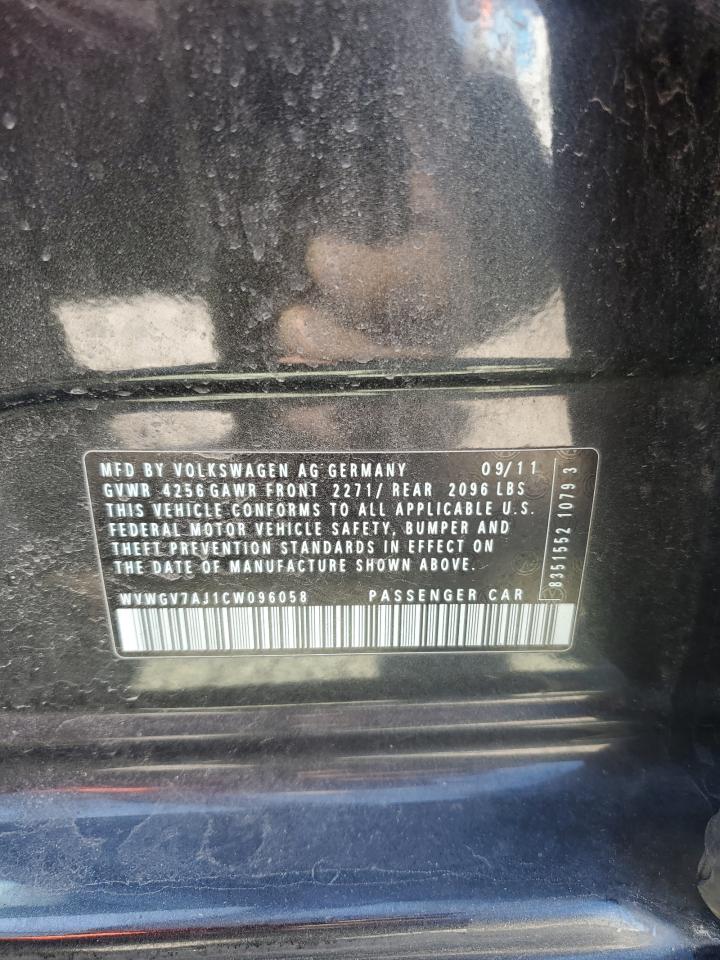 MFD BY VOLKSWAGEN AG GERMANY 09/11
GVWR 4256 GAWR FRONT 2271/ REAR 2096 LBS
THIS VEHICLE CONFORMS TO ALL APPLICABLE U.S.
FEDERAL MOTOR VEHICLE SAFETY, BUMPER AND
THEFT PREVENTION STANDARDS IN EFFECT ON
THE DATE OF MANUFACTURE SHOWN ABOVE.
WVWGV7AJ1CW096058 PASSENGER CAR
8351552 1079 3